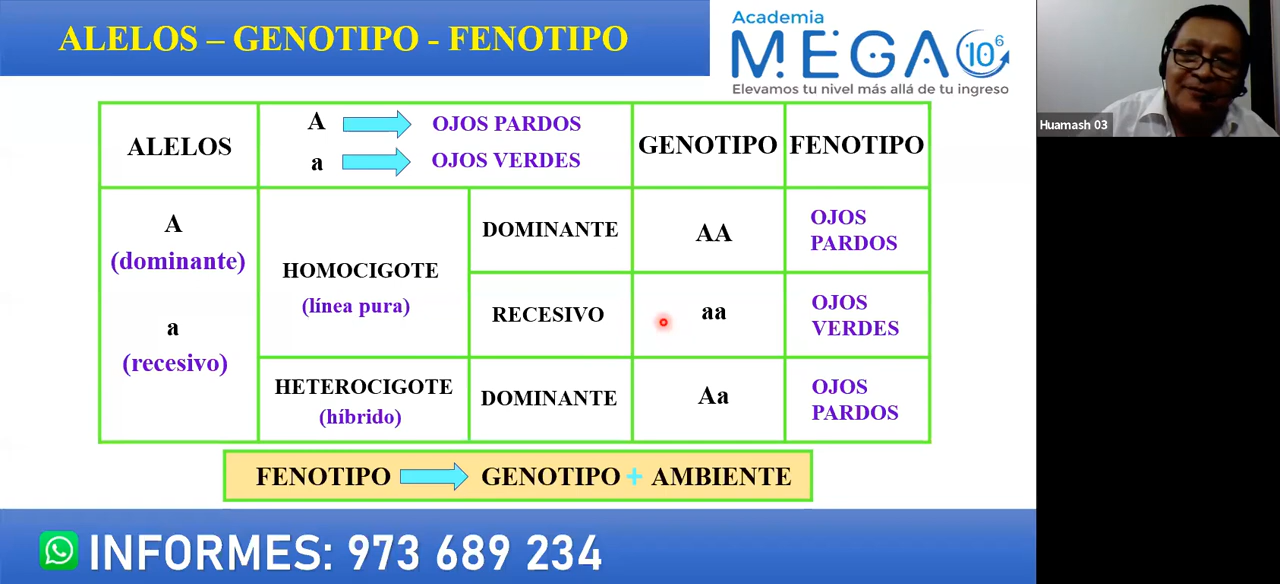 ALELOS – GENOTIPO - FENOTIPO
Academia
MEGA 10⁶
Elevamos tu nivel más allá de tu ingreso
Huamash 03
ALELOS
A
OJOS PARDOS
a
OJOS VERDES
GENOTIPO
FENOTIPO
A
(dominante)
a
(recesivo)
HOMOCIGOTE
(línea pura)
DOMINANTE
AA
OJOS
PARDOS
RECESIVO
aa
OJOS
VERDES
HETEROCIGOTE
(híbrido)
DOMINANTE
Aa
OJOS
PARDOS
FENOTIPO
GENOTIPO + AMBIENTE
INFORMES: 973 689 234